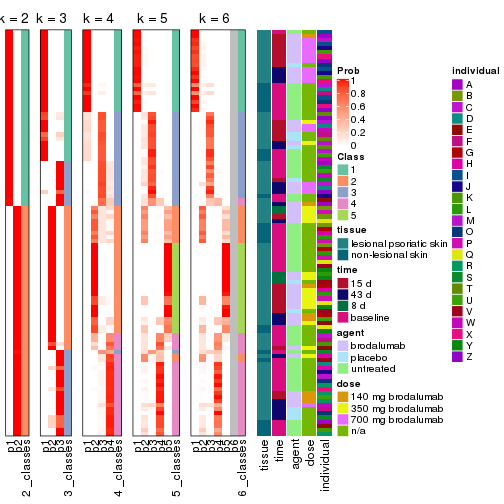 k = 2
k = 3
k = 4
k = 5
k = 6
Prob
1
0.8
0.6
0.4
0.2
0
Class
1
2
3
4
5
tissue
lesional psoriatic skin
non-lesional skin
time
15 d
43 d
8 d
baseline
agent
brodalumab
placebo
untreated
dose
140 mg brodalumab
350 mg brodalumab
700 mg brodalumab
n/a
individual
A
B
C
D
E
F
G
H
I
J
K
L
M
O
P
Q
R
S
T
U
V
W
X
Y
Z
p1
p2
2_classes
p1
p2
p3
3_classes
p1
p2
p3
p4
4_classes
p1
p2
p3
p4
p5
5_classes
p1
p2
p3
p4
p5
p6
6_classes
tissue
time
agent
dose
individual